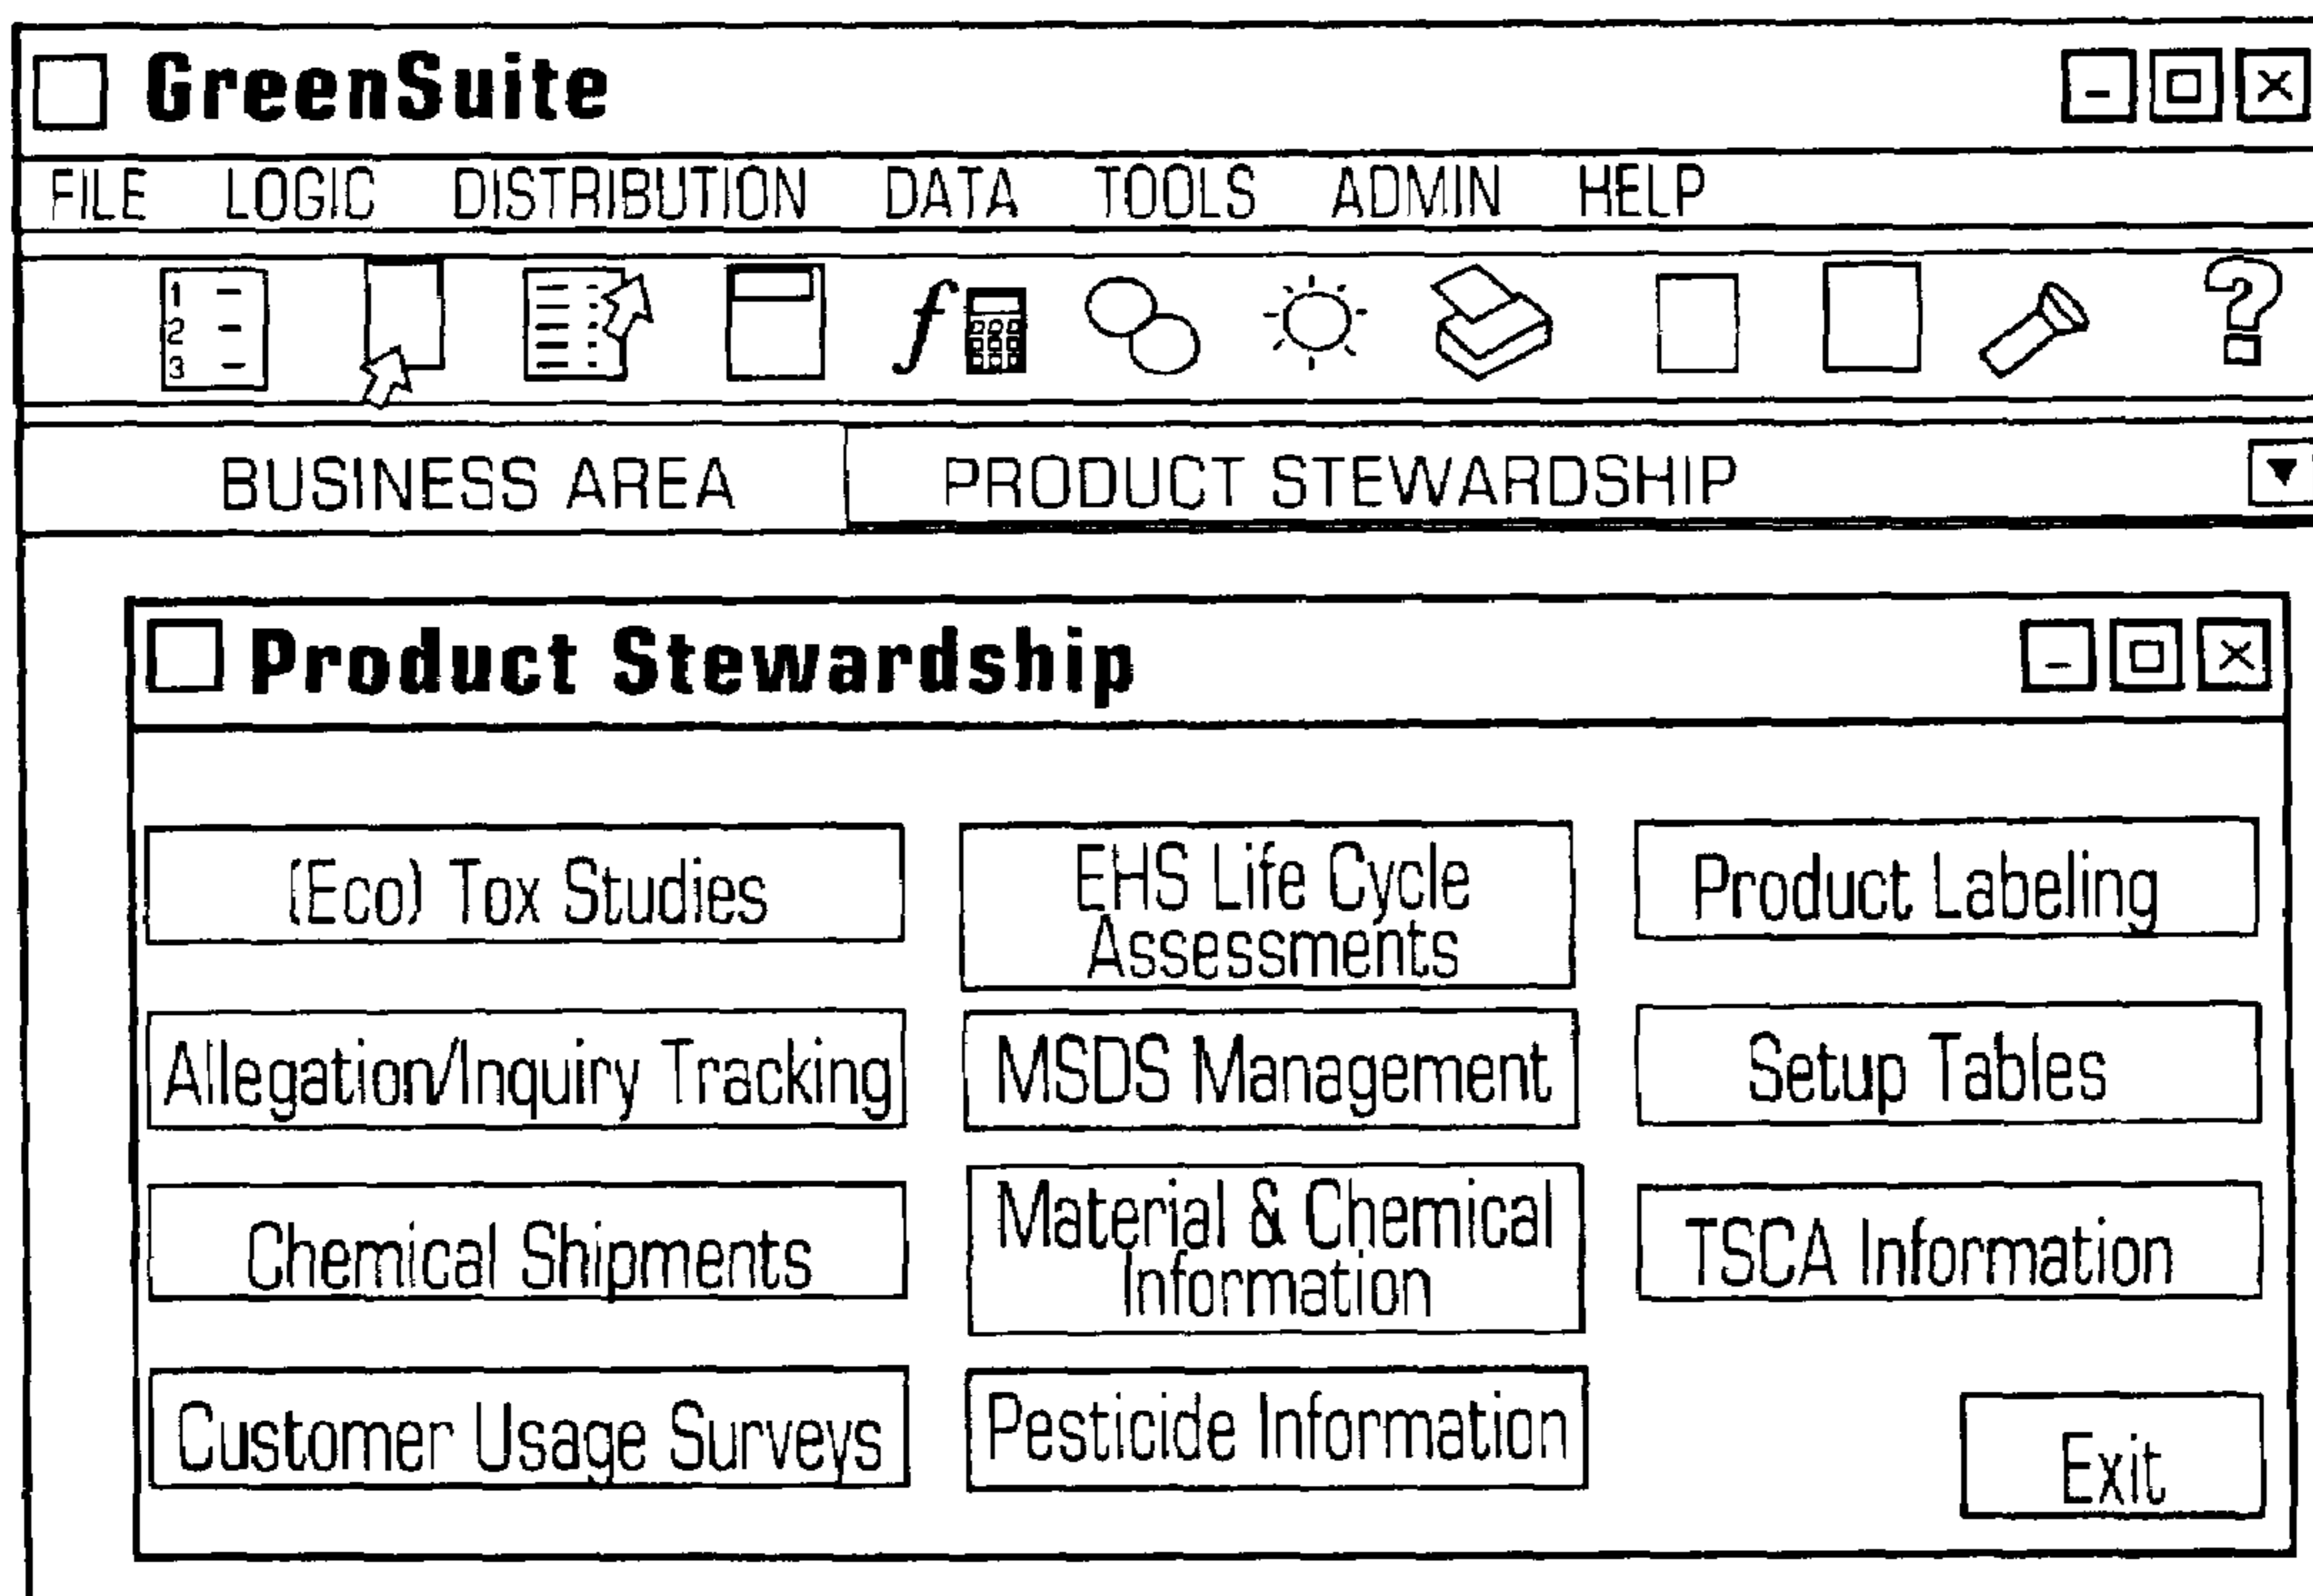 GreenSuite
FILE LOGIC DISTRIBUTION DATA TOOLS ADMIN HELP
1
2
3
f
?
BUSINESS AREA PRODUCT STEWARDSHIP
Product Stewardship
(Eco) Tox Studies
EHS Life Cycle
Assessments
Product Labeling
Allegation/Inquiry Tracking
MSDS Management
Setup Tables
Chemical Shipments
Material & Chemical
Information
TSCA Information
Customer Usage Surveys
Pesticide Information
Exit